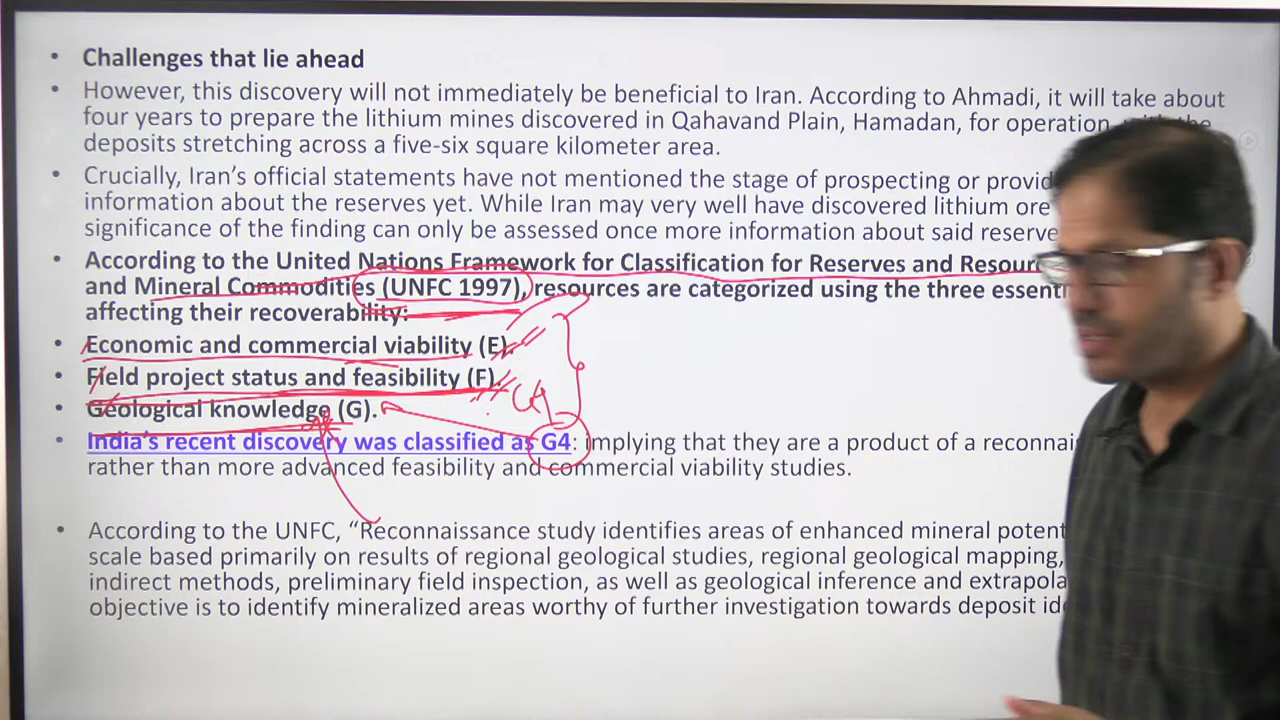 • Challenges that lie ahead
• However, this discovery will not immediately be beneficial to Iran. According to Ahmadi, it will take about
four years to prepare the lithium mines discovered in Qahavand Plain, Hamadan, for operation, with the
deposits stretching across a five-six square kilometer area.
• Crucially, Iran's official statements have not mentioned the stage of prospecting or provid
information about the reserves yet. While Iran may very well have discovered lithium ore
significance of the finding can only be assessed once more information about said reserve
• According to the United Nations Framework for Classification for Reserves and Resour
and Mineral Commodities (UNFC 1997), resources are categorized using the three essenti
affecting their recoverability:
• Economic and commercial viability (E).
• Field project status and feasibility (F).
G4
• Geological knowledge (G).
• India's recent discovery was classified as G4: implying that they are a product of a reconnai
rather than more advanced feasibility and commercial viability studies.
• According to the UNFC, “Reconnaissance study identifies areas of enhanced mineral potent
scale based primarily on results of regional geological studies, regional geological mapping,
indirect methods, preliminary field inspection, as well as geological inference and extrapola
objective is to identify mineralized areas worthy of further investigation towards deposit id